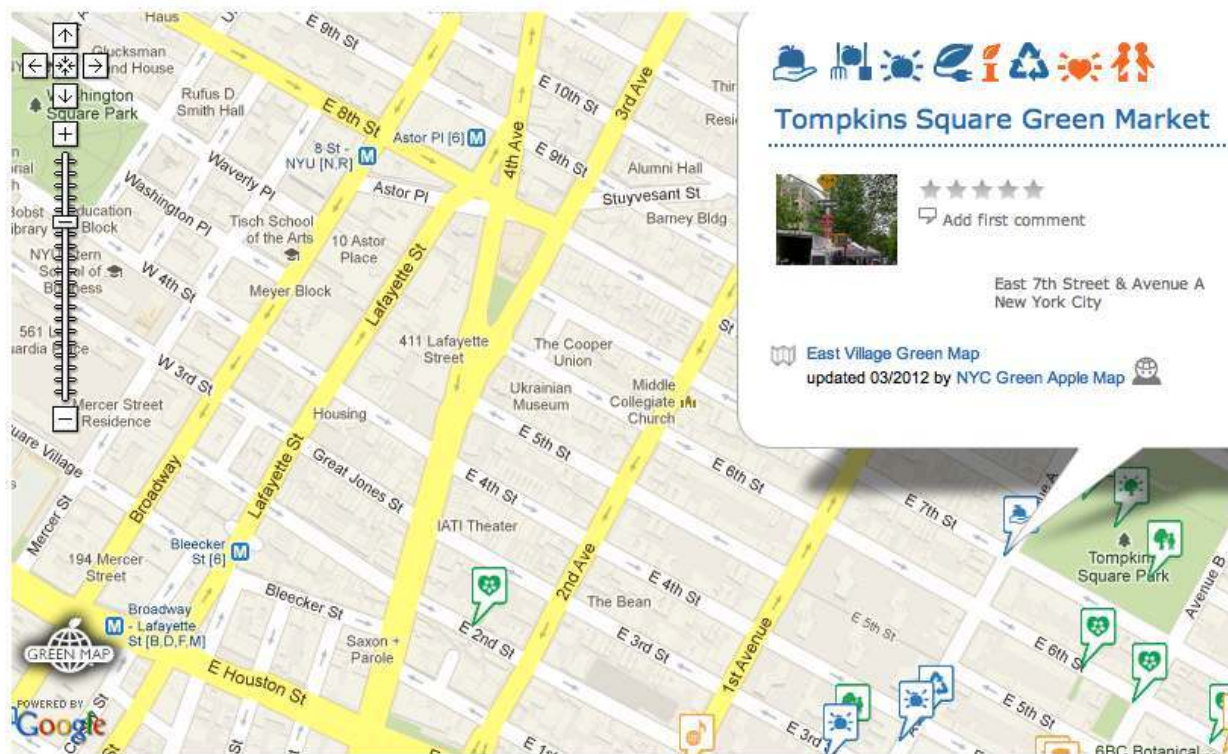 Haus
E 9th St
Glucksman
nd House
Washington
Square Park
Rufus D.
Smith Hall
E 8th St
Astor Pl [6]
4th Ave
3rd Ave
E 10th St
E 9th St
8 St -
NYU [N,R]
Waverly Pl
Washington Pl
Astor Pl
Alumni Hall
Stuyvesant St
Barney Bldg
Bobst
Library
ducation
Block
Tisch School
of the Arts
10 Astor
Place
W 4th St
Meyer Block
Lafayette St
411 Lafayette
Street
The Cooper
Union
St
W 3rd St
Ukrainian
Museum
Middle
Collegiate
Church
Mercer Street
Residence
Housing
Great Jones St
E 5th St
E 6th St
E 7th St
Broadway
Lafayette St
E 4th St
Mercer St
IATI Theater
194 Mercer
Street
Bleecker
St [6]
Bleecker St
2nd Ave
E 4th St
The Bean
E 2nd St
E 3rd St
1st Avenue
E 5th St
E 6th St
E 5th St
Tompkins
Square Park
Avenue B
Broadway
- Lafayette
St [B,D,F,M]
Saxon +
Parole
E Houston St
E 3rd S
6BC Botanical
GREEN MAP
POWERED BY
Google
Tompkins Square Green Market
Add first comment
East 7th Street & Avenue A
New York City
East Village Green Map
updated 03/2012 by NYC Green Apple Map